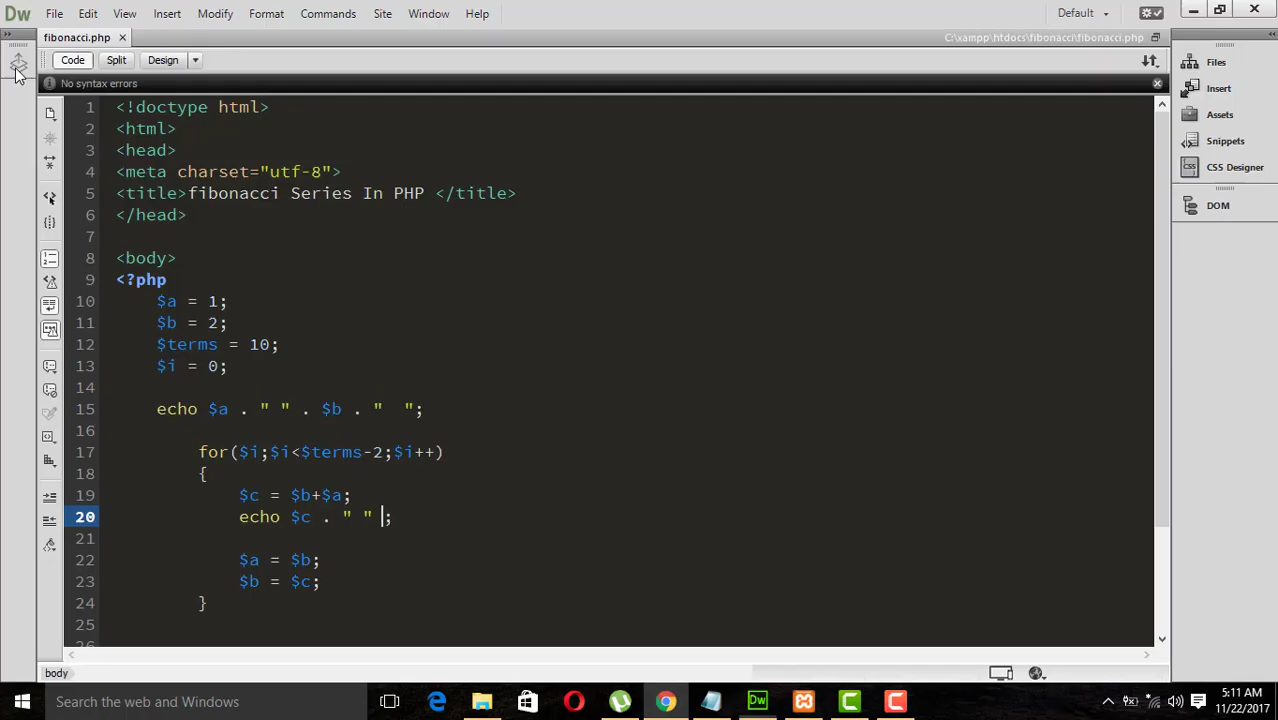 Dw File Edit View Insert Modify Format Commands Site Window Help Default
fibonacci.php C:\xampp\htdocs\fibonacci\fibonacci.php
Code Split Design
No syntax errors
1 <!doctype html>
2 <html>
3 <head>
4 <meta charset="utf-8">
5 <title>fibonacci Series In PHP </title>
6 </head>
7
8 <body>
9 <?php
10 $a = 1;
11 $b = 2;
12 $terms = 10;
13 $i = 0;
14
15 echo $a . " " . $b . "  ";
16
17 for($i;$i<$terms-2;$i++)
18 {
19 $c = $b+$a;
20 echo $c . " " ;
21
22 $a = $b;
23 $b = $c;
24 }
25
26
Files
Insert
Assets
Snippets
CSS CSS Designer
DOM
body
Search the web and Windows
Dw
5:11 AM
11/22/2017